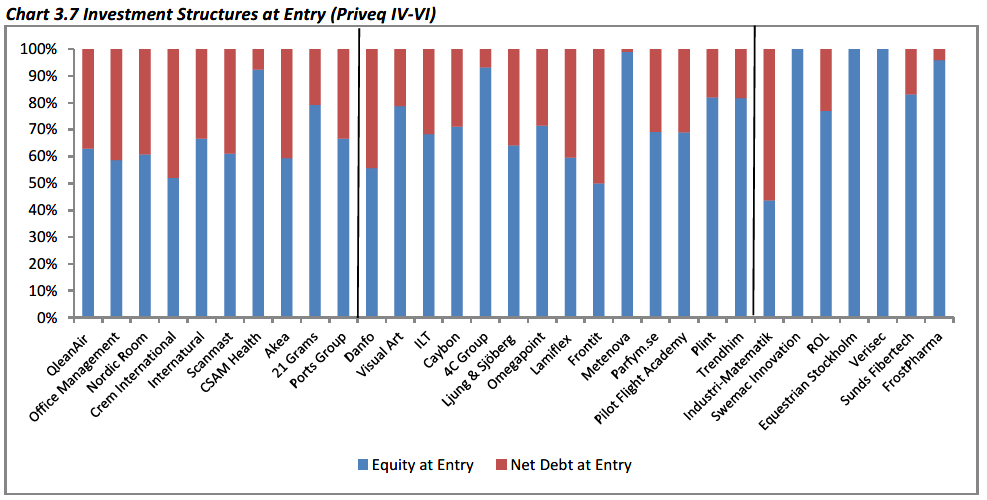 Chart 3.7 Investment Structures at Entry (Priveq IV-VI)
100%
90%
80%
70%
60%
50%
40%
30%
20%
10%
0%
QleanAir
Office Management
Nordic Room
Crem International
Internatural
Scanmast
CSAM Health
Akea
21 Grams
Ports Group
Danfo
Visual Art
ILT
Caybon
4C Group
Ljung & Sjöberg
Omegapoint
Lamiflex
Frontit
Metenova
Parfym.se
Pilot Flight Academy
Plint
Trendhim
Industri-Matematik
Swemac Innovation
ROL
Equestrian Stockholm
Verisec
Sunds Fibertech
FrostPharma
Equity at Entry
Net Debt at Entry